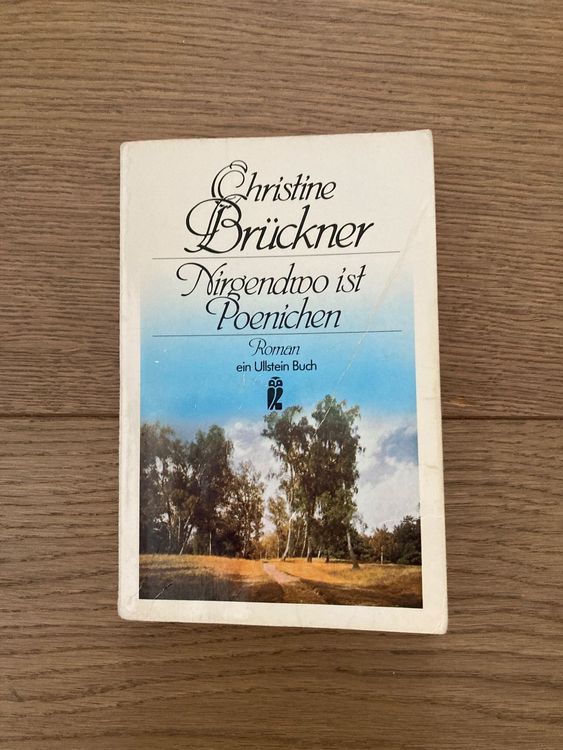 Christine
Brückner
Nirgendwo ist
Poenichen
Roman
ein Ullstein Buch